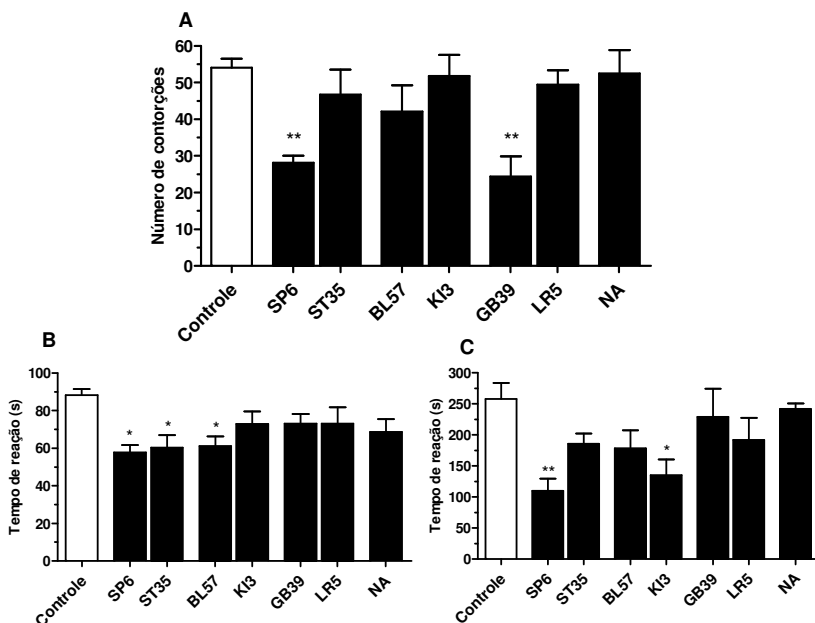 A
Número de contorções
60
50
40
30
20
10
0
**
**
Controle
SP6
ST35
BL57
KI3
GB39
LR5
NA
B
Tempo de reação (s)
100
80
60
40
20
0
*
*
*
Controle
SP6
ST35
BL57
KI3
GB39
LR5
NA
C
Tempo de reação (s)
300
250
200
150
100
50
0
**
*
Controle
SP6
ST35
BL57
KI3
GB39
LR5
NA